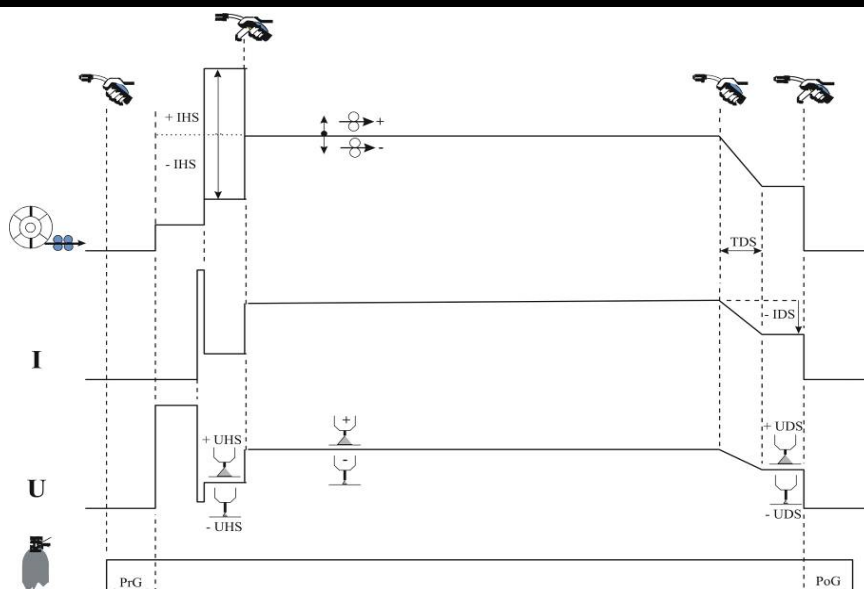 + IHS
- IHS
+
-
TDS
- IDS
I
+ UHS
- UHS
+
-
+ UDS
- UDS
U
PrG
PoG